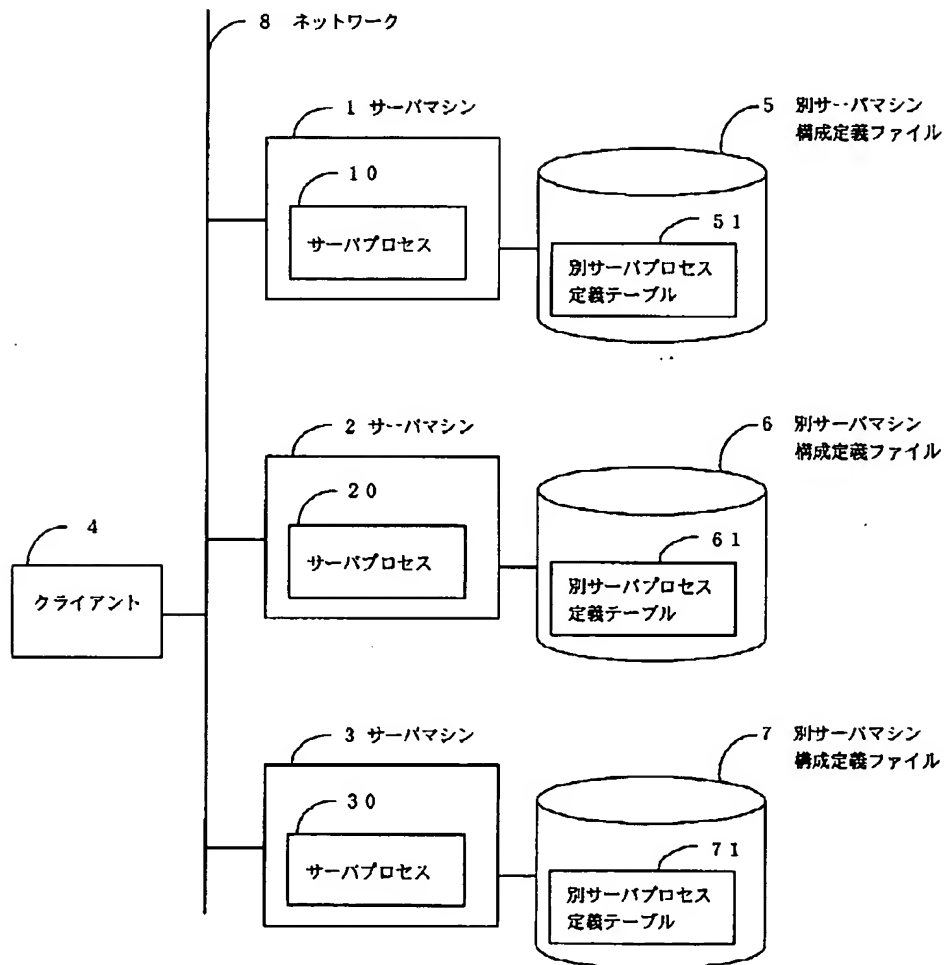 8 ネットワーク
1 サーバマシン
5 別サーバマシン
構成定義ファイル
10
サーバプロセス
51
別サーバプロセス
定義テーブル
2 サーバマシン
6 別サーバマシン
構成定義ファイル
20
サーバプロセス
61
別サーバプロセス
定義テーブル
4
クライアント
3 サーバマシン
7 別サーバマシン
構成定義ファイル
30
サーバプロセス
71
別サーバプロセス
定義テーブル